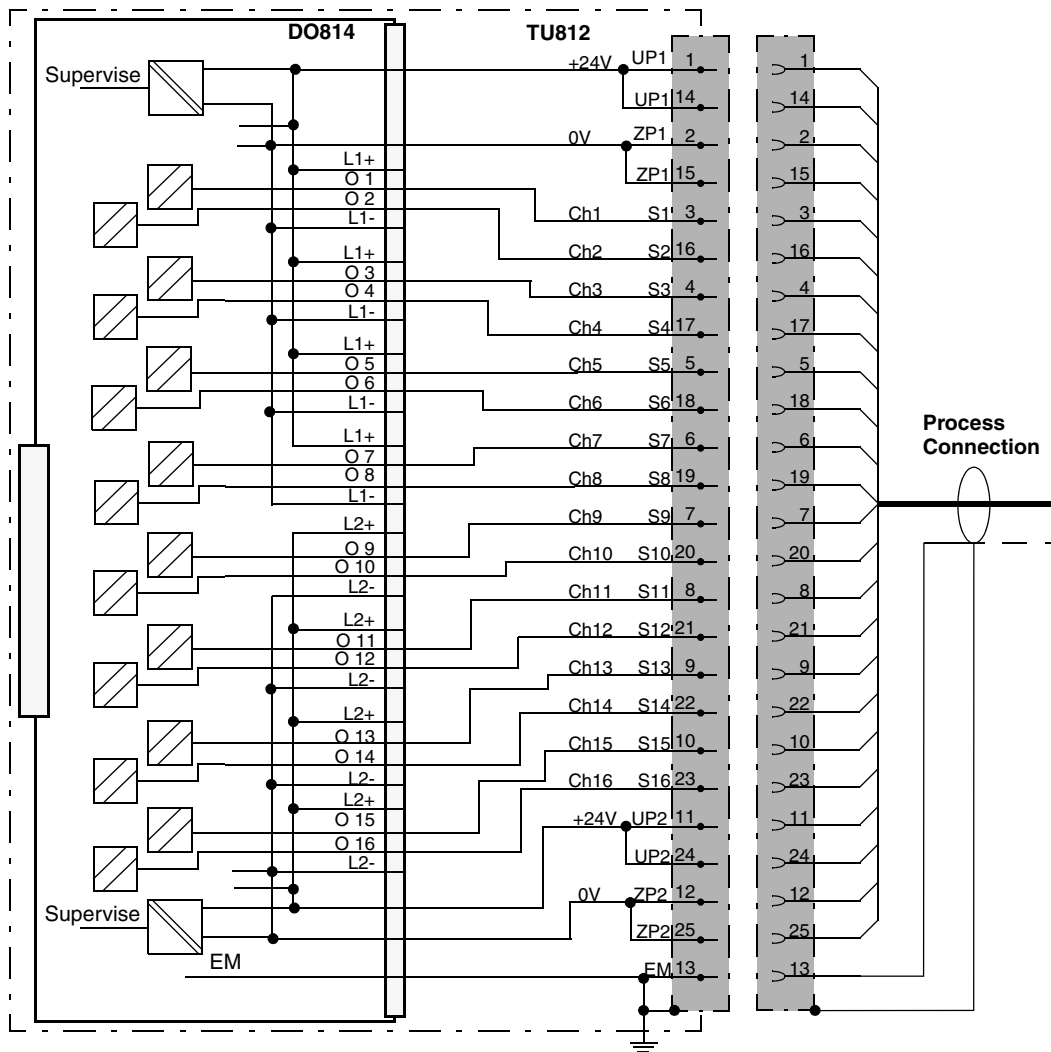 DO814 TU812
Supervise +24V UP1 1 1
UP1 14 14
0V ZP1 2 2
L1+ ZP1 15 15
O 1
O 2
L1- Ch1 S1 3 3
L1+ Ch2 S2 16 16
O 3
O 4 Ch3 S3 4 4
L1- Ch4 S4 17 17
L1+
O 5 Ch5 S5 5 5
O 6
L1- Ch6 S6 18 18
Process
Connection
L1+ Ch7 S7 6 6
O 7
O 8 Ch8 S8 19 19
L1-
L2+ Ch9 S9 7 7
O 9
O 10 Ch10 S10 20 20
L2- Ch11 S11 8 8
L2+ Ch12 S12 21 21
O 11
O 12
L2- Ch13 S13 9 9
L2+ Ch14 S14 22 22
O 13
O 14 Ch15 S15 10 10
L2- Ch16 S16 23 23
L2+
O 15 +24V UP2 11 11
O 16
L2- UP2 24 24
Supervise 0V ZP2 12 12
ZP2 25 25
EM EM 13 13